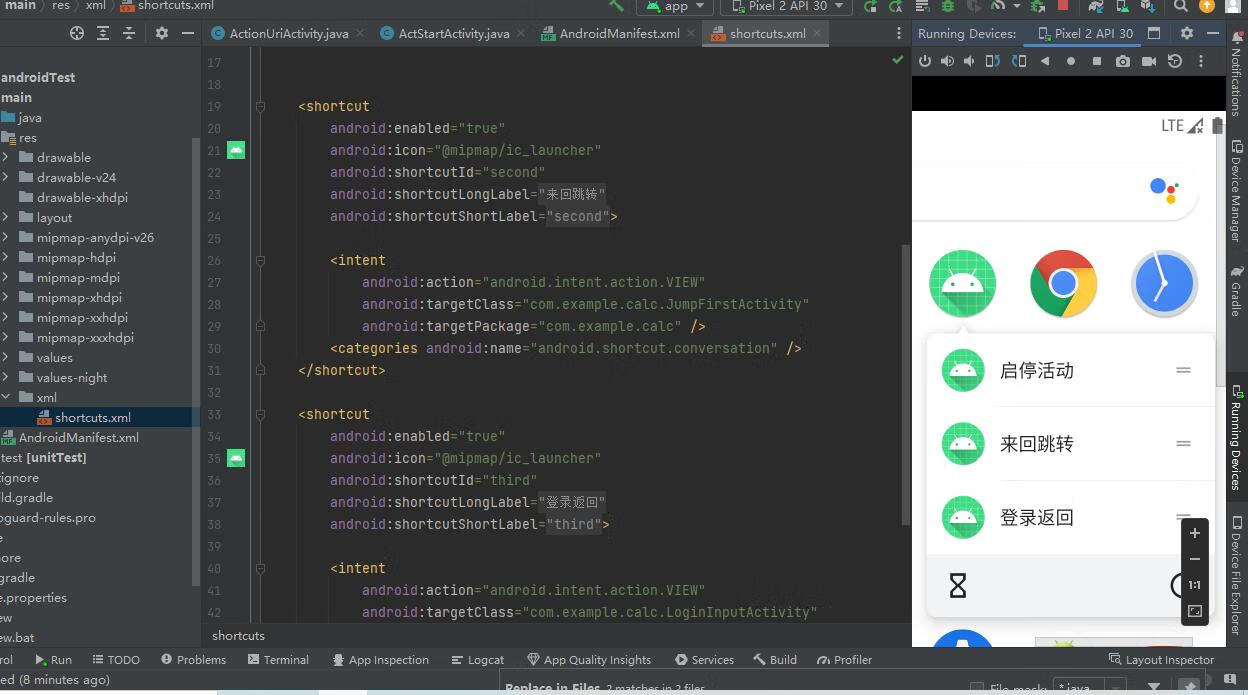 main › res › xml › shortcuts.xml
app
Pixel 2 API 30
ActionUriActivity.java
ActStartActivity.java
AndroidManifest.xml
shortcuts.xml
Running Devices:
Pixel 2 API 30
androidTest
main
java
res
drawable
drawable-v24
drawable-xhdpi
layout
mipmap-anydpi-v26
mipmap-hdpi
mipmap-mdpi
mipmap-xhdpi
mipmap-xxhdpi
mipmap-xxxhdpi
values
values-night
xml
shortcuts.xml
AndroidManifest.xml
test [unitTest]
tignore
ild.gradle
oguard-rules.pro
e
nore
gradle
e.properties
ew
ew.bat
17
18
19 <shortcut
20 android:enabled="true"
21 android:icon="@mipmap/ic_launcher"
22 android:shortcutId="second"
23 android:shortcutLongLabel="来回跳转"
24 android:shortcutShortLabel="second">
25
26 <intent
27 android:action="android.intent.action.VIEW"
28 android:targetClass="com.example.calc.JumpFirstActivity"
29 android:targetPackage="com.example.calc" />
30 <categories android:name="android.shortcut.conversation" />
31 </shortcut>
32
33 <shortcut
34 android:enabled="true"
35 android:icon="@mipmap/ic_launcher"
36 android:shortcutId="third"
37 android:shortcutLongLabel="登录返回"
38 android:shortcutShortLabel="third">
39
40 <intent
41 android:action="android.intent.action.VIEW"
42 android:targetClass="com.example.calc.LoginInputActivity"
shortcuts
LTE
启停活动
来回跳转
登录返回
1:1
Notifications
Device Manager
Gradle
Running Devices
Device File Explorer
rol
Run
TODO
Problems
Terminal
App Inspection
Logcat
App Quality Insights
Services
Build
Profiler
Layout Inspector
ed (8 minutes ago)
Replace in Files 2 matches in 2 files
File mask:
*.java